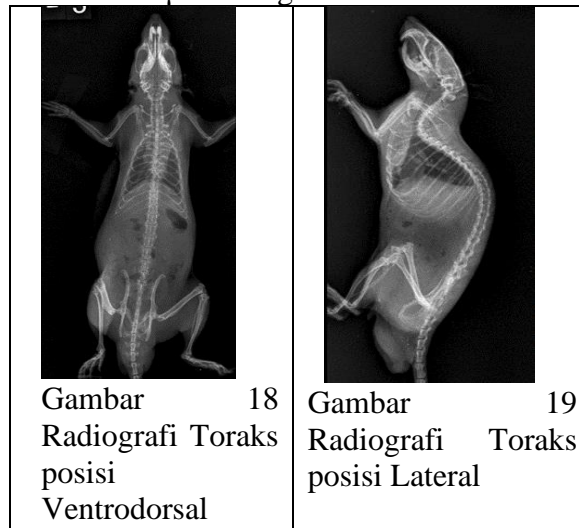 Gambar 18
Radiografi Toraks
posisi
Ventrodorsal
Gambar 19
Radiografi Toraks
posisi Lateral